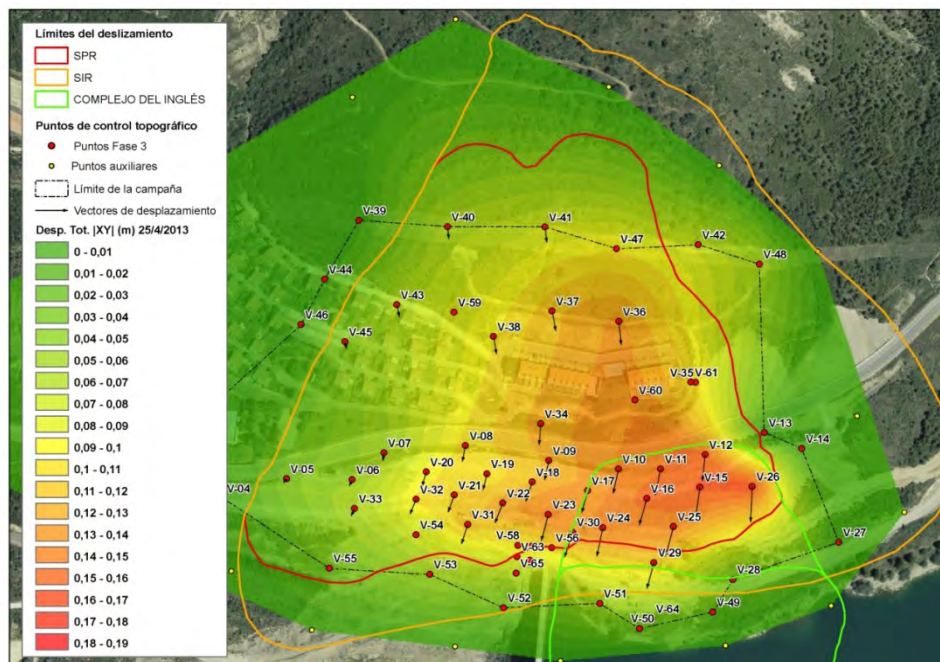 Límites del deslizamiento
SPR
SIR
COMPLEJO DEL INGLÉS
Puntos de control topográfico
Puntos Fase 3
Puntos auxiliares
Límite de la campaña
Vectores de desplazamiento
Desp. Tot. |XY| (m) 25/4/2013
0 - 0,01
0,01 - 0,02
0,02 - 0,03
0,03 - 0,04
0,04 - 0,05
0,05 - 0,06
0,06 - 0,07
0,07 - 0,08
0,08 - 0,09
0,09 - 0,1
0,1 - 0,11
0,11 - 0,12
0,12 - 0,13
0,13 - 0,14
0,14 - 0,15
0,15 - 0,16
0,16 - 0,17
0,17 - 0,18
0,18 - 0,19
V-39
V-40
V-41
V-47
V-42
V-48
V-44
V-43
V-59
V-37
V-36
V-46
V-45
V-38
V-35
V-61
V-60
V-34
V-13
V-14
V-07
V-08
V-09
V-12
V-04
V-05
V-06
V-20
V-19
V-18
V-10
V-11
V-17
V-15
V-26
V-33
V-32
V-21
V-22
V-23
V-16
V-54
V-31
V-30
V-24
V-25
V-27
V-58
V-63
V-56
V-65
V-29
V-28
V-55
V-53
V-52
V-51
V-64
V-49
V-50